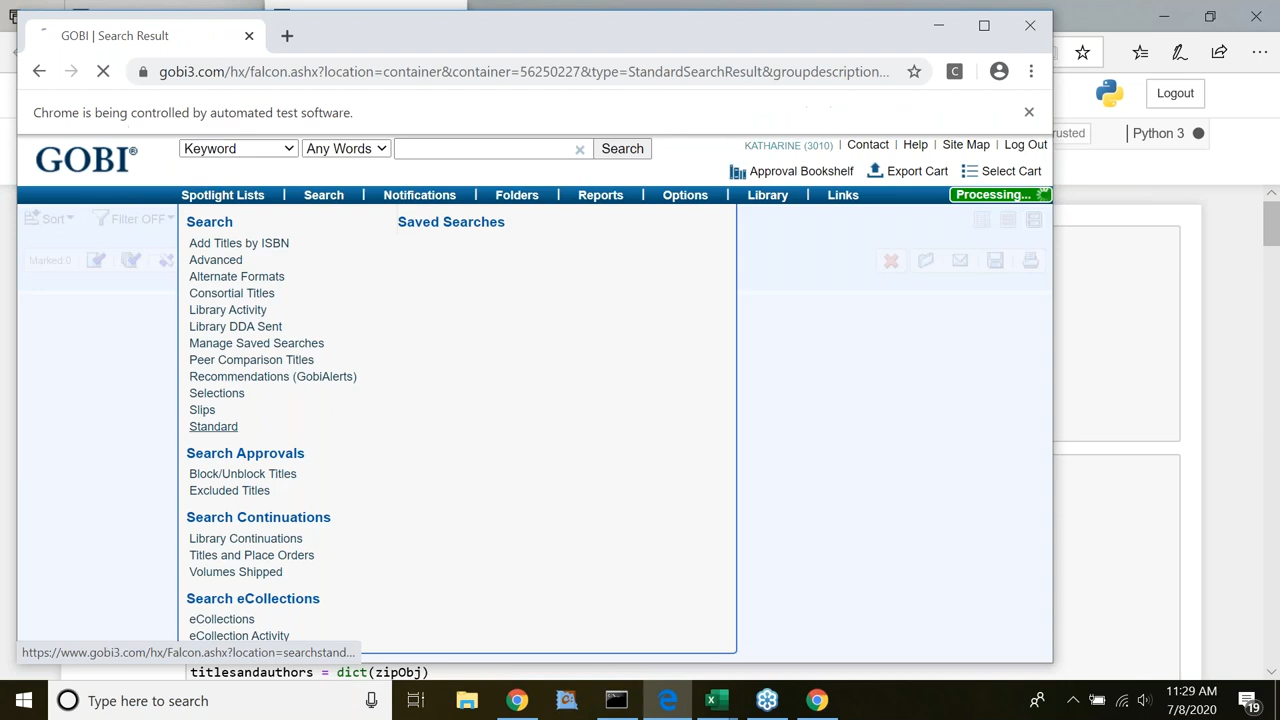 GOBI | Search Result
gobi3.com/hx/falcon.ashx?location=container&container=56250227&type=StandardSearchResult&groupdescription...
C
Chrome is being controlled by automated test software.
Logout
Python 3
rusted
GOBI®
Keyword
Any Words
Search
KATHARINE (3010) | Contact | Help | Site Map | Log Out
Approval Bookshelf
Export Cart
Select Cart
Spotlight Lists | Search | Notifications | Folders | Reports | Options | Library | Links
Processing...
Sort
Filter OFF
Marked:0
Search
Saved Searches
Add Titles by ISBN
Advanced
Alternate Formats
Consortial Titles
Library Activity
Library DDA Sent
Manage Saved Searches
Peer Comparison Titles
Recommendations (GobiAlerts)
Selections
Slips
Standard
Search Approvals
Block/Unblock Titles
Excluded Titles
Search Continuations
Library Continuations
Titles and Place Orders
Volumes Shipped
Search eCollections
eCollections
eCollection Activity
https://www.gobi3.com/hx/Falcon.ashx?location=searchstand...
titlesandauthors = dict(zipObj)
Type here to search
11:29 AM
7/8/2020
19